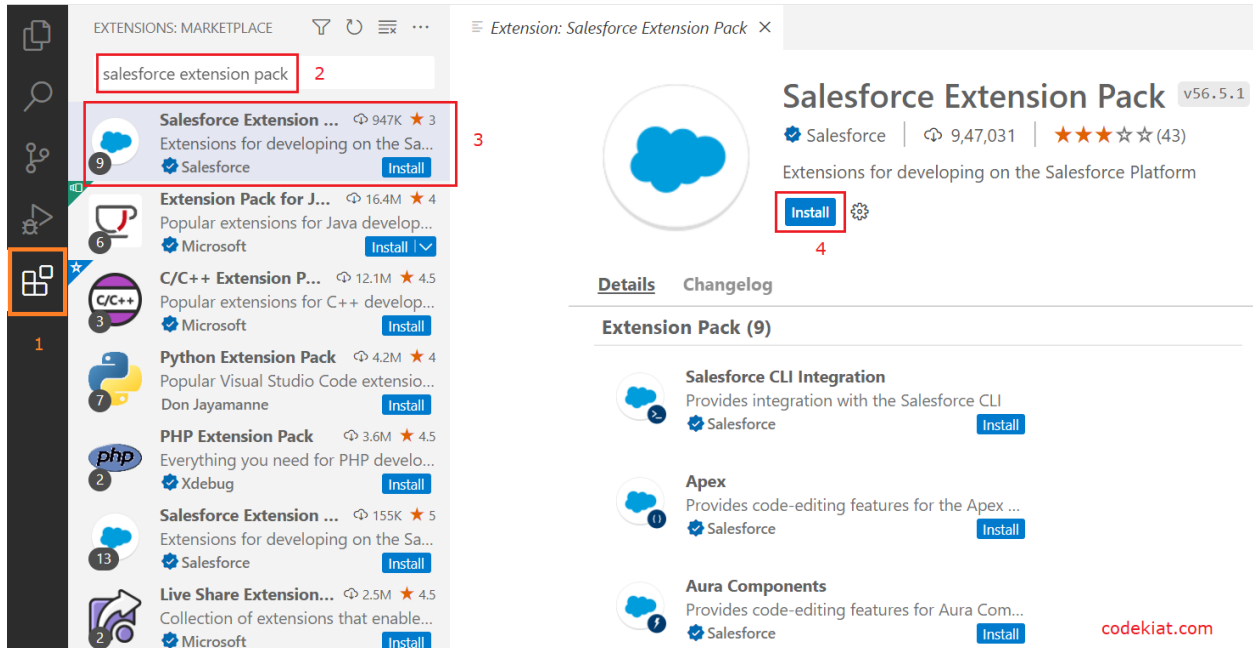 EXTENSIONS: MARKETPLACE
salesforce extension pack
2
Salesforce Extension ... 947K ★ 3
Extensions for developing on the Sa...
Salesforce Install
9
3
Extension Pack for J... 16.4M ★ 4
Popular extensions for Java develop...
Microsoft Install
6
C/C++ Extension P... 12.1M ★ 4.5
Popular extensions for C++ develop...
Microsoft Install
C/C++
3
1
Python Extension Pack 4.2M ★ 4
Popular Visual Studio Code extensio...
Don Jayamanne Install
7
PHP Extension Pack 3.6M ★ 4.5
Everything you need for PHP develo...
Xdebug Install
php
2
Salesforce Extension ... 155K ★ 5
Extensions for developing on the Sa...
Salesforce Install
13
Live Share Extension... 2.5M ★ 4.5
Collection of extensions that enable...
Microsoft Install
2
Extension: Salesforce Extension Pack
Salesforce Extension Pack v56.5.1
Salesforce 9,47,031 ★★★☆☆(43)
Extensions for developing on the Salesforce Platform
Install
4
Details Changelog
Extension Pack (9)
Salesforce CLI Integration
Provides integration with the Salesforce CLI
Salesforce Install
Apex
Provides code-editing features for the Apex ...
Salesforce Install
Aura Components
Provides code-editing features for Aura Com...
Salesforce Install
codekiat.com